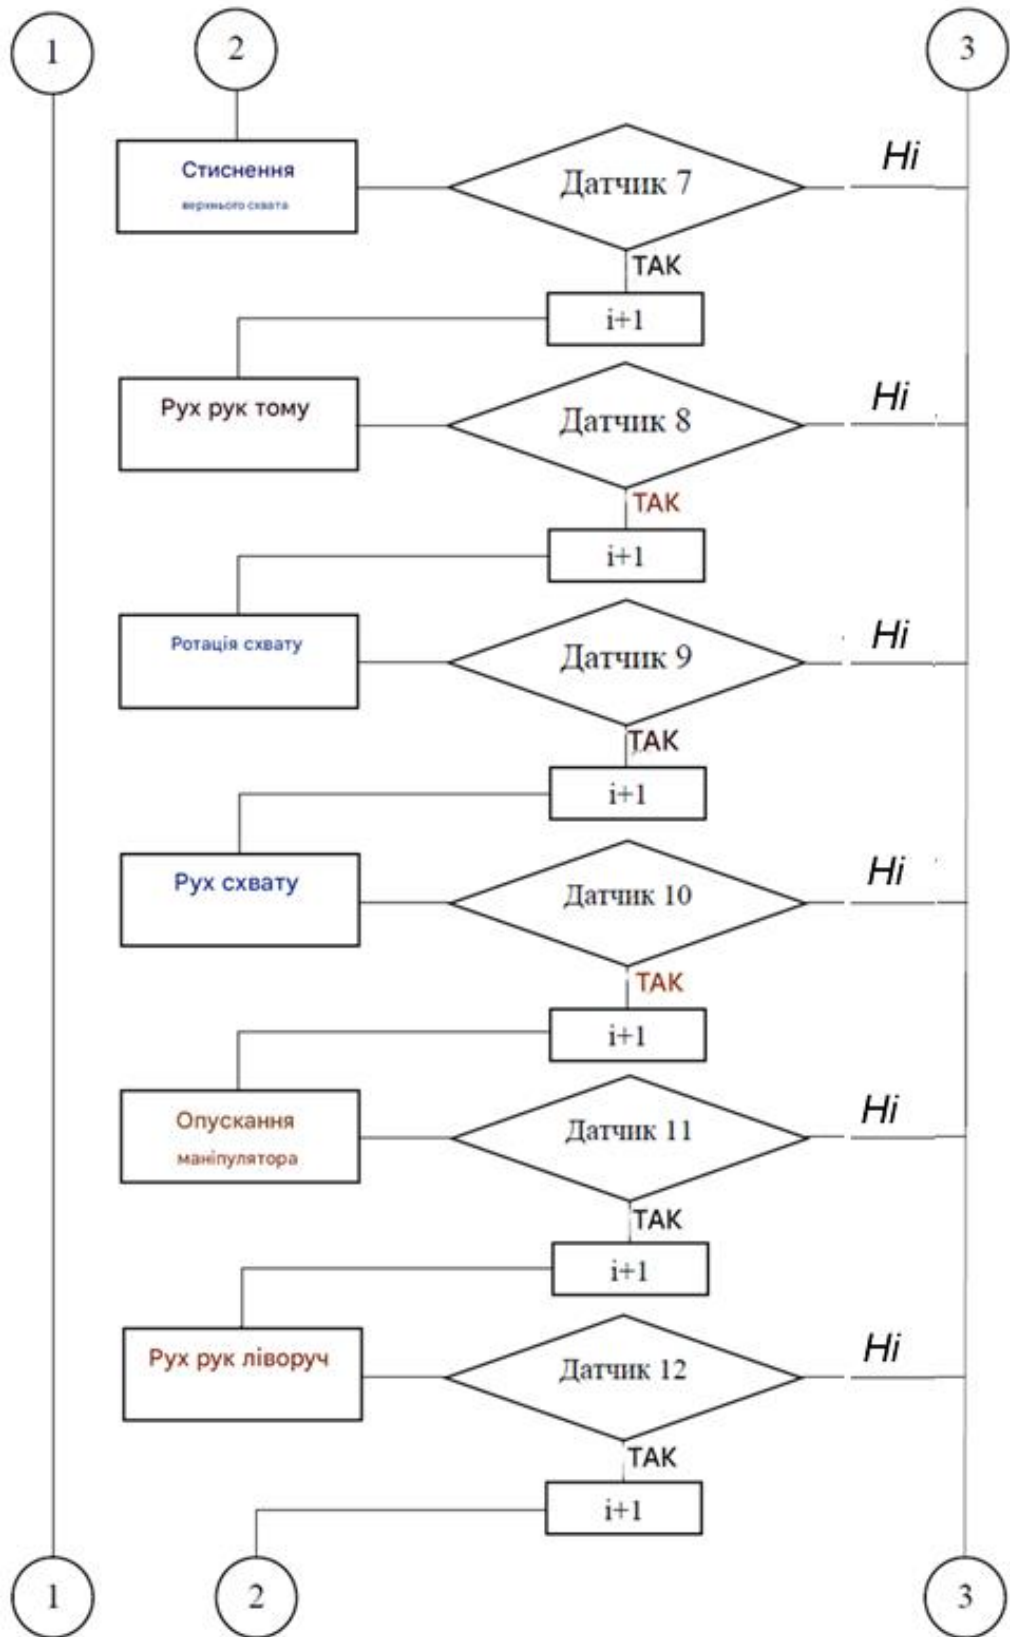 1
2
3
Стиснення
верхнього схвата
Датчик 7
Ні
ТАК
i+1
Рух рук тому
Датчик 8
Ні
ТАК
i+1
Ротація схвату
Датчик 9
Ні
ТАК
i+1
Рух схвату
Датчик 10
Ні
ТАК
i+1
Опускання
маніпулятора
Датчик 11
Ні
ТАК
i+1
Рух рук ліворуч
Датчик 12
Ні
ТАК
i+1
1
2
3